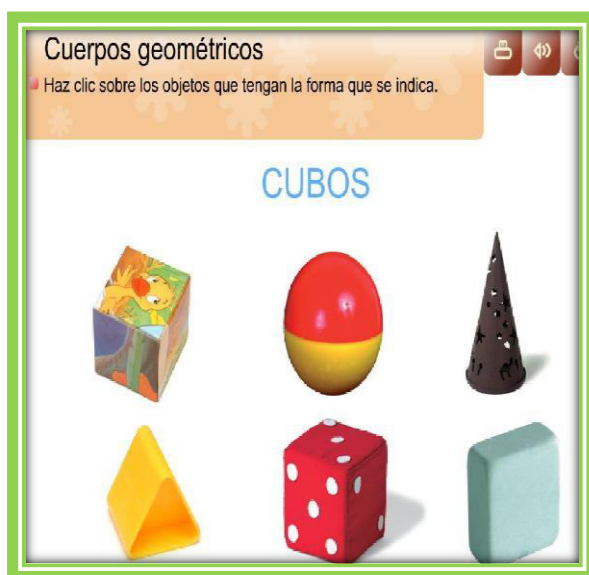 Cuerpos geométricos
Haz clic sobre los objetos que tengan la forma que se indica.
CUBOS